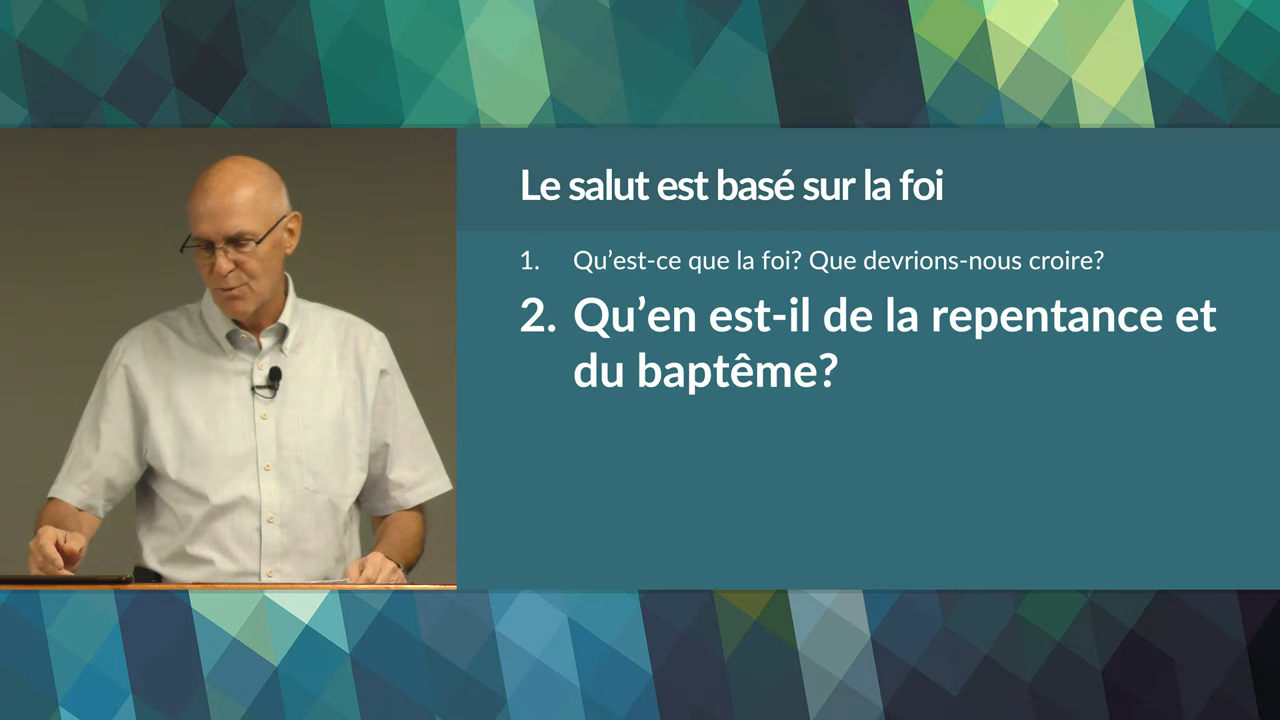 Le salut est basé sur la foi
1. Qu’est-ce que la foi? Que devrions-nous croire?
2. Qu’en est-il de la repentance et
du baptême?